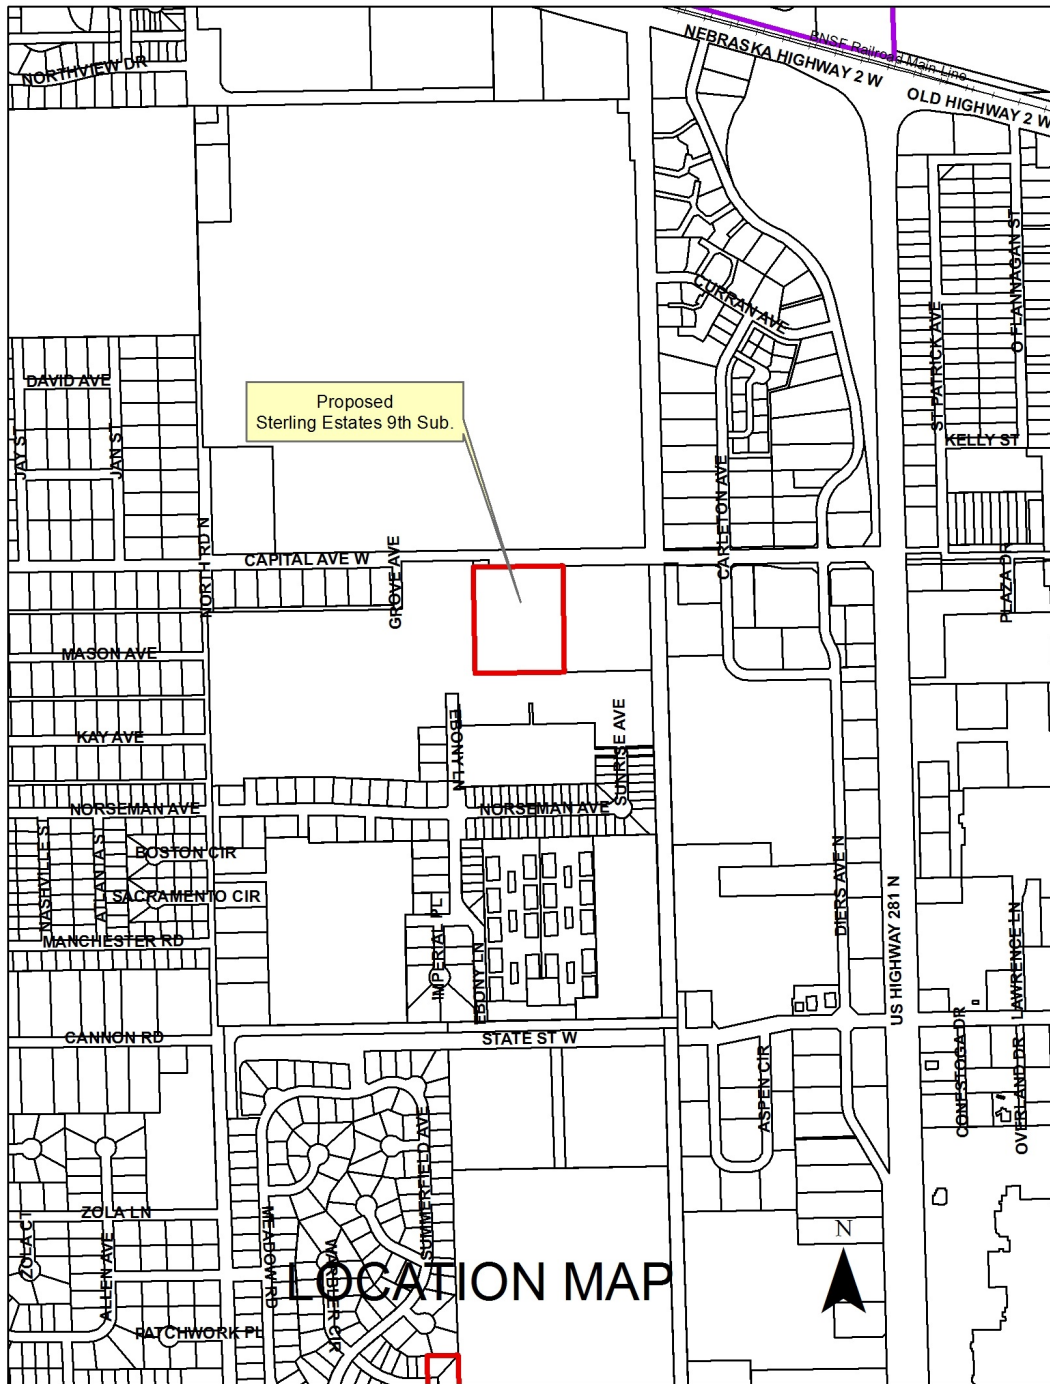 NORTHVIEW DR
NEBRASKA HIGHWAY 2 W
BNSF Railroad Main Line
OLD HIGHWAY 2 W
O FLANNAGAN ST
CURRAN AVE
ST PATRICK AVE
DAVID AVE
Proposed
Sterling Estates 9th Sub.
JAY ST
JAN ST
KELLY ST
CARLETON AVE
NORTH RD N
CAPITAL AVE W
GROVE AVE
PLAZA DR
MASON AVE
EBONY LN
SUNRISE AVE
KAY AVE
NORSEMAN AVE
NORSEMAN AVE
NASHVILLE S
BOSTON CIR
SACRAMENTO CIR
MANCHESTER RD
IMPERIAL PL
EBONY LN
DIERS AVE N
US HIGHWAY 281 N
LAWRENCE LN
CANNON RD
STATE ST W
ASPEN CIR
CONESTOGA DR
OVERLAND DR
SUMMERFIELD AVE
ZOLA LN
ZOLA CT
ALLEN AVE
MEADOW RD
WARBLER CIR
N
LOCATION MAP
PATCHWORK PL